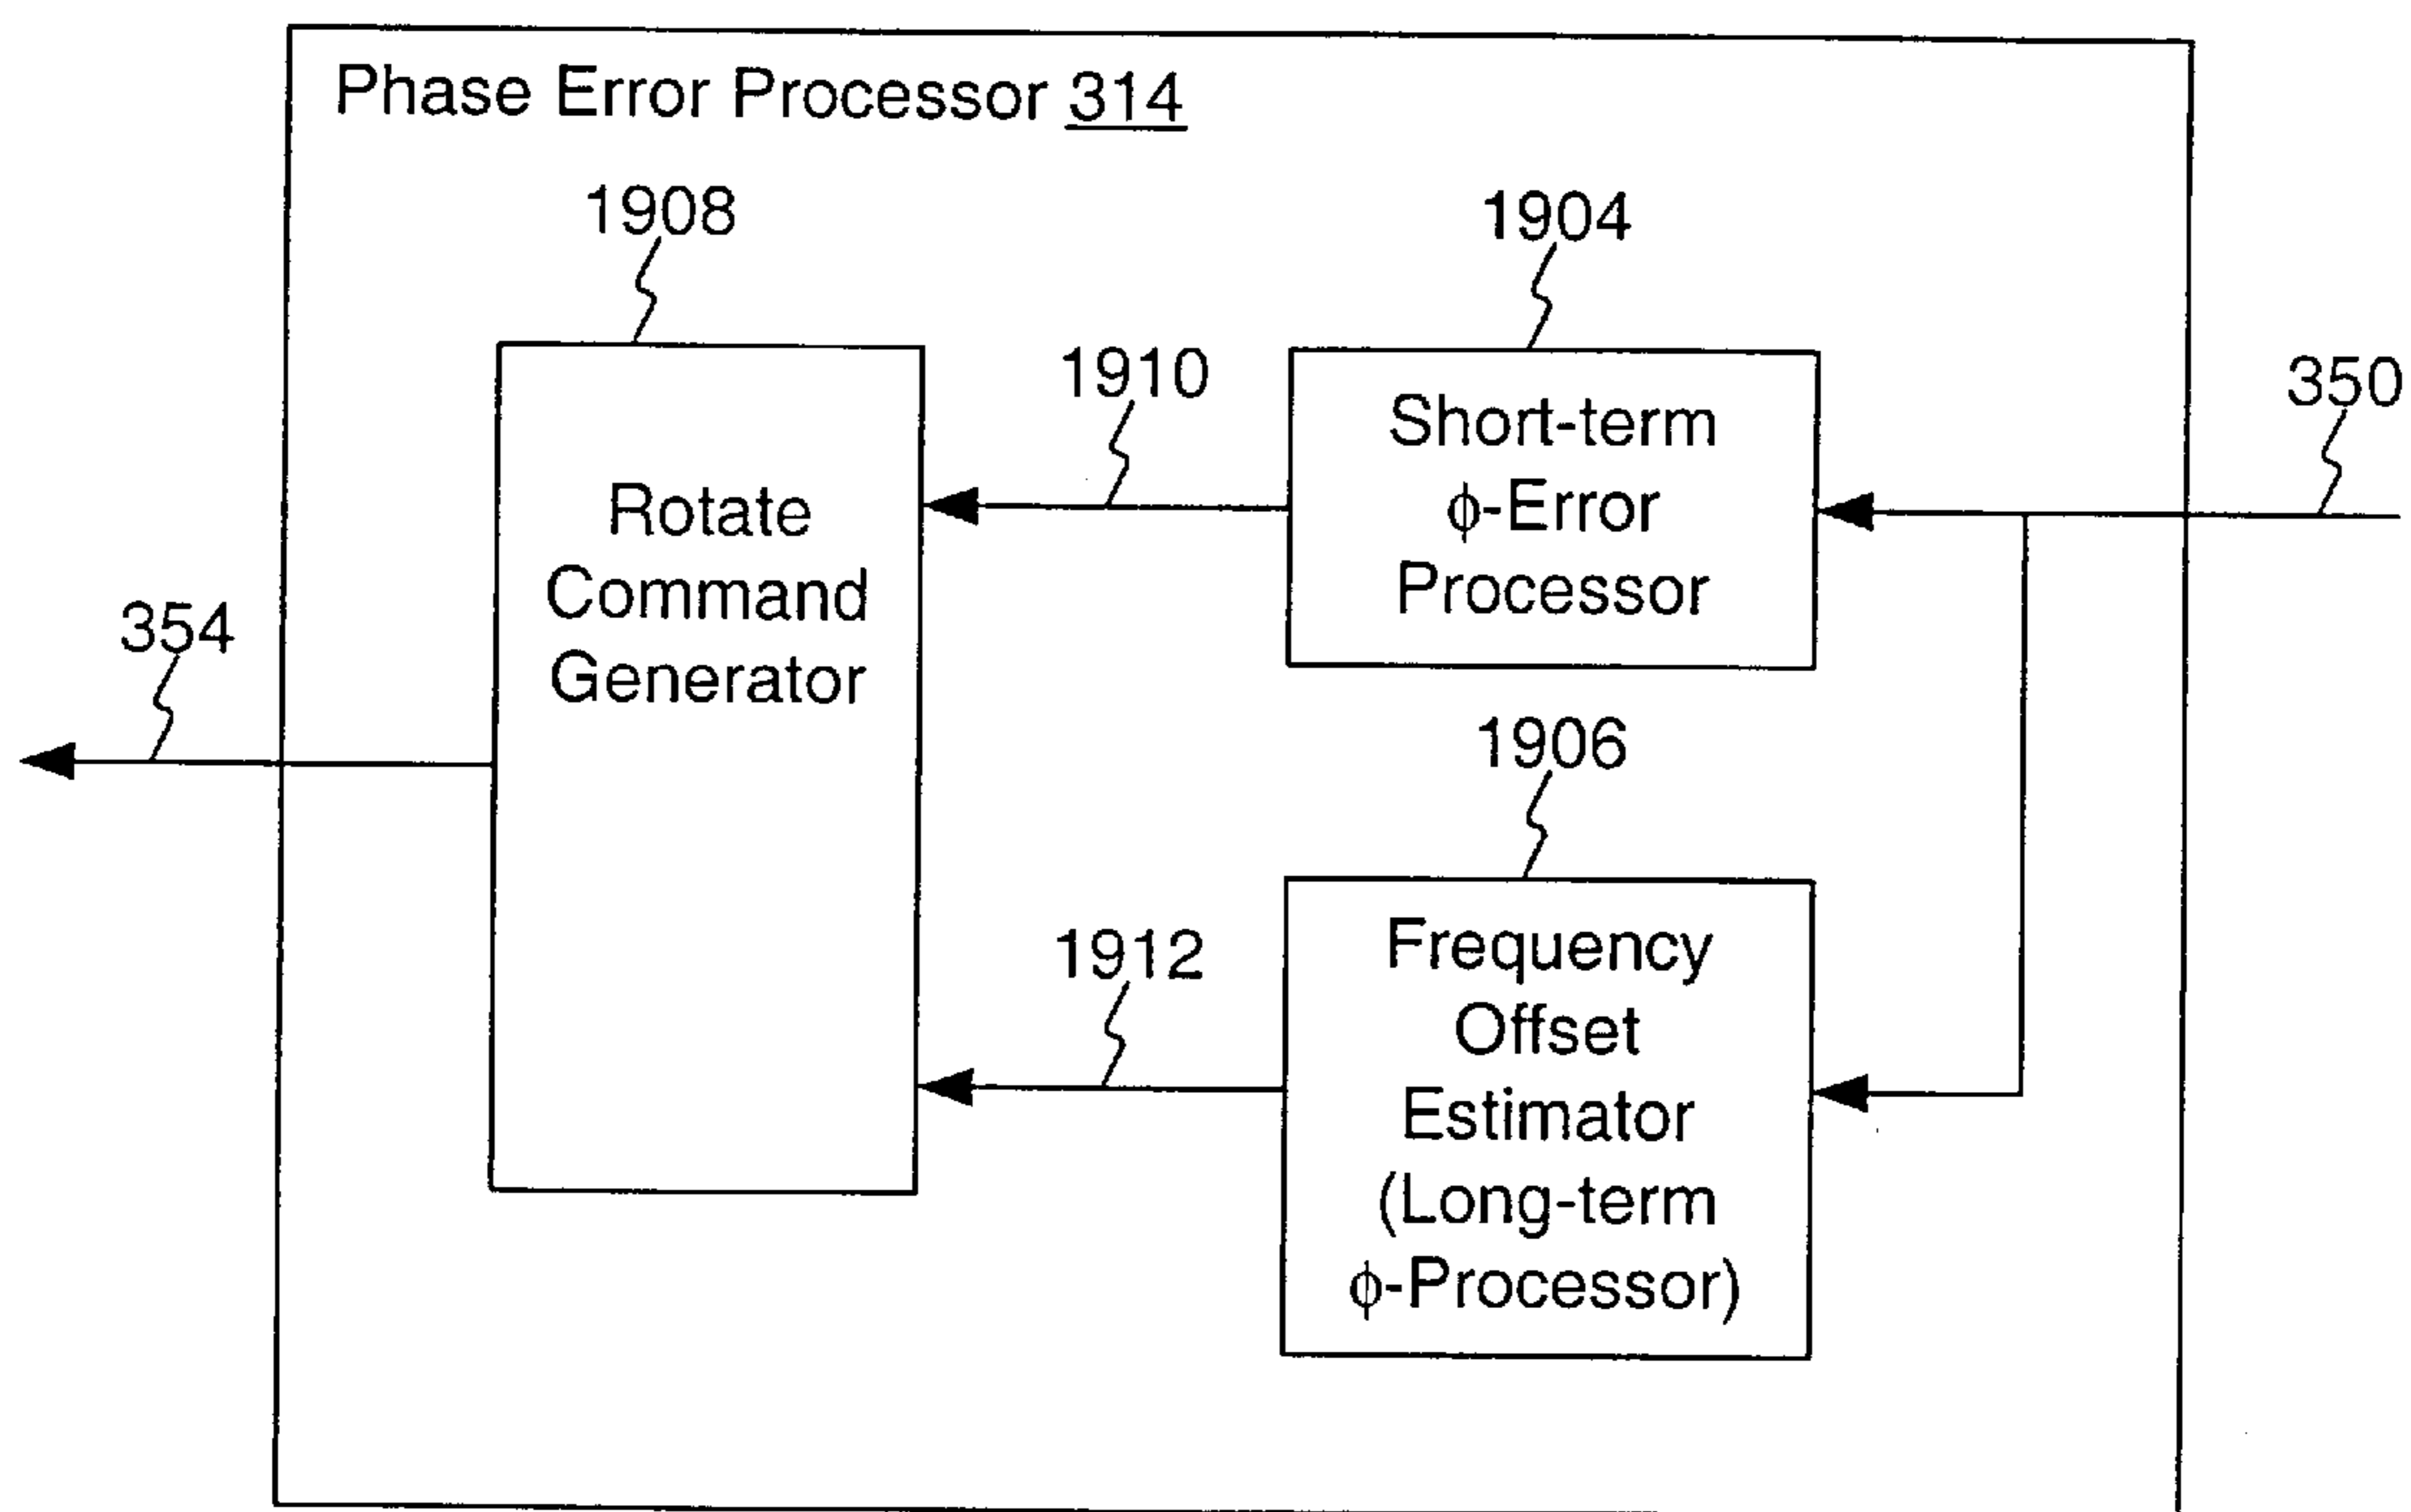 Phase Error Processor 314
1908
1904
1910
350
Short-term
ϕ-Error
Processor
Rotate
Command
Generator
354
1906
1912
Frequency
Offset
Estimator
(Long-term
ϕ-Processor)